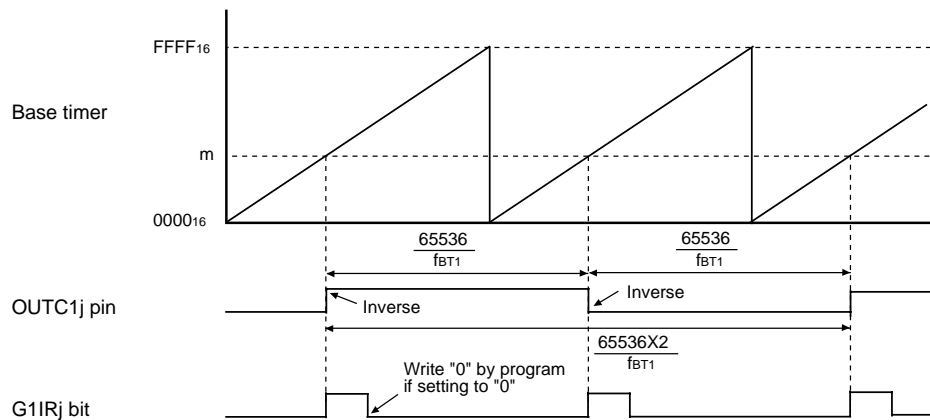 FFFF16
Base timer
m
000016
65536
fBT1
65536
fBT1
OUTC1j pin
Inverse
Inverse
65536X2
fBT1
Write "0" by program
if setting to "0"
G1IRj bit